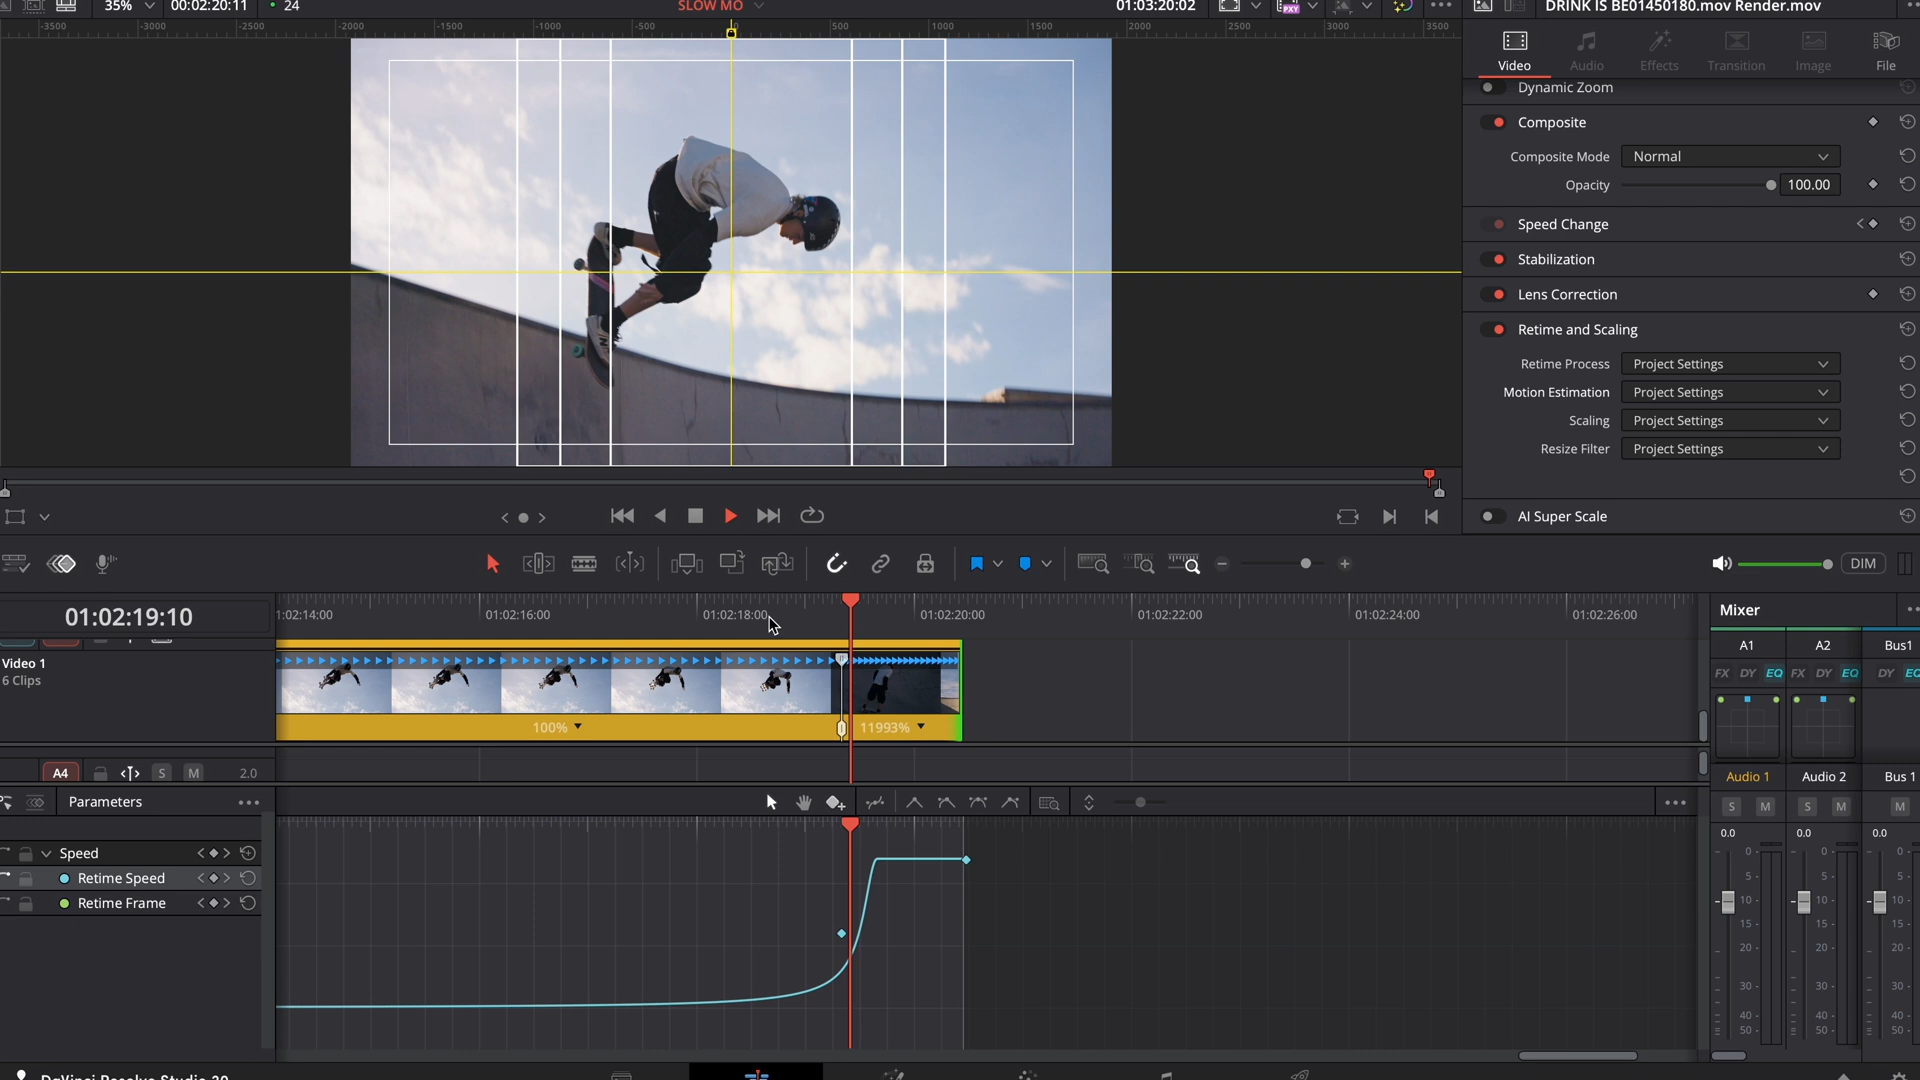 35% 00:02:20:11 24 SLOW MO 01:03:20:02 PXY DRINK IS BE01450180.mov Render.mov
-3500 -3000 -2500 -2000 -1500 -1000 -500 0 500 1000 1500 2000 2500 3000 3500
Video Audio Effects Transition Image File
Dynamic Zoom
Composite
Composite Mode Normal
Opacity 100.00
Speed Change
Stabilization
Lens Correction
Retime and Scaling
Retime Process Project Settings
Motion Estimation Project Settings
Scaling Project Settings
Resize Filter Project Settings
AI Super Scale
DIM
01:02:19:10
1:02:14:00 01:02:16:00 01:02:18:00 01:02:20:00 01:02:22:00 01:02:24:00 01:02:26:00
Video 1
6 Clips
100% 11993%
A4 S M 2.0
Parameters
Speed
Retime Speed
Retime Frame
Mixer
A1 A2 Bus1
FX DY EQ FX DY EQ DY EQ
Audio 1 Audio 2 Bus 1
S M S M M
0.0 0.0 0.0
0 0 0
5 5 5
10 10 10
15 15 15
20 20 20
30 30 30
40 40 40
50 50 50
DaVinci Resolve Studio 20